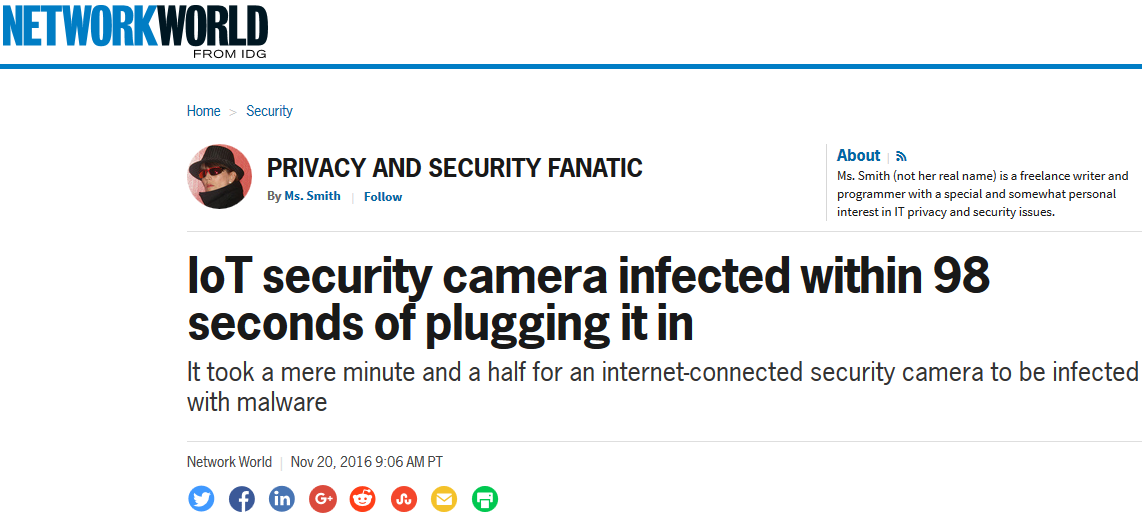 NETWORKWORLD
FROM IDG
Home > Security
PRIVACY AND SECURITY FANATIC
By Ms. Smith | Follow
About |
Ms. Smith (not her real name) is a freelance writer and
programmer with a special and somewhat personal
interest in IT privacy and security issues.
IoT security camera infected within 98
seconds of plugging it in
It took a mere minute and a half for an internet-connected security camera to be infected
with malware
Network World | Nov 20, 2016 9:06 AM PT
f in G+